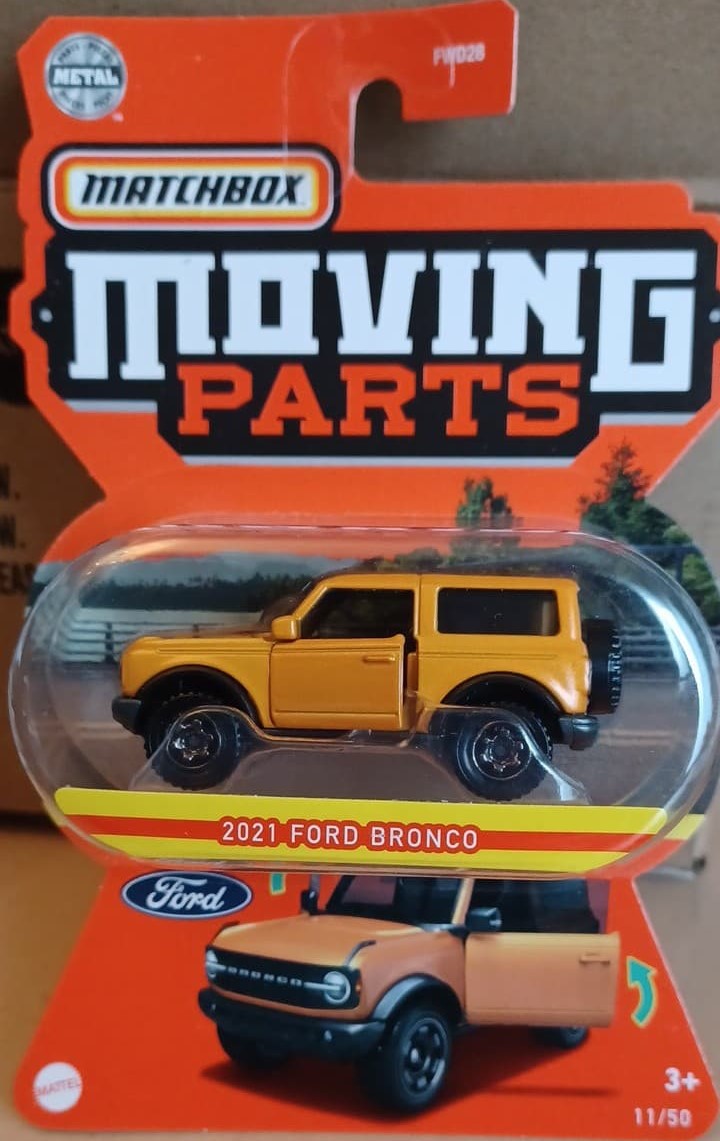 METAL
FWD28
MATCHBOX
MOVING
PARTS
2021 FORD BRONCO
Ford
BRONCO
MATTEL
3+
11/50